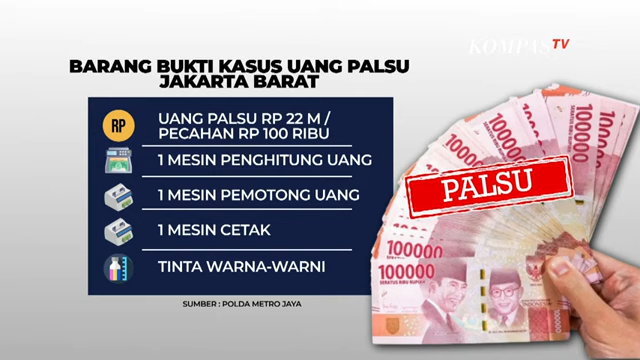 KOMPASTV
BARANG BUKTI KASUS UANG PALSU
JAKARTA BARAT
RP
UANG PALSU RP 22 M /
PECAHAN RP 100 RIBU
1 MESIN PENGHITUNG UANG
1 MESIN PEMOTONG UANG
1 MESIN CETAK
TINTA WARNA-WARNI
SUMBER : POLDA METRO JAYA
PALSU
100000
100000
100000
100000
SERATUS RIBU RUPIAH